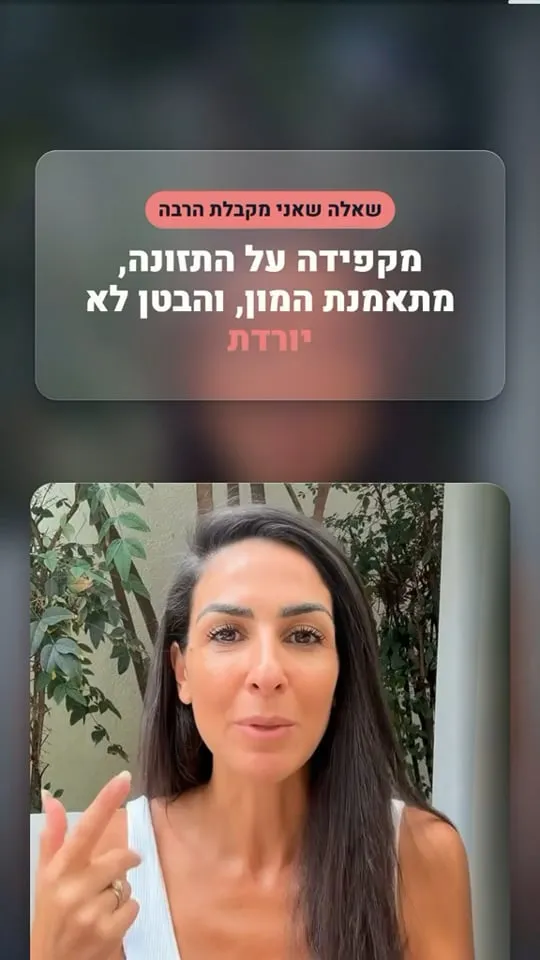 שאלה שאני מקבלת הרבה
מקפידה על התזונה,
מתאמנת המון, והבטן לא
יורדת